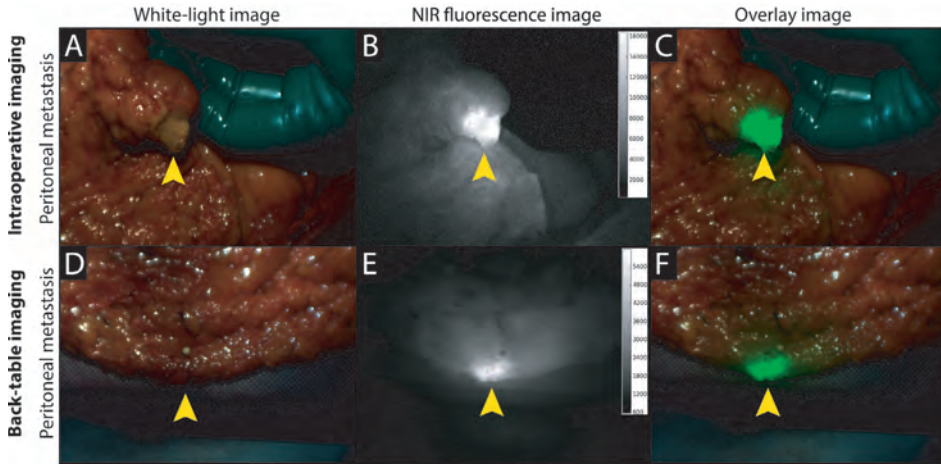 White-light image
NIR fluorescence image
Overlay image
Intraoperative imaging
Peritoneal metastasis
A
B
16000
14000
12000
10000
8000
6000
4000
2000
C
Back-table imaging
Peritoneal metastasis
D
E
5400
4800
4200
3600
3000
2400
1800
1200
600
F